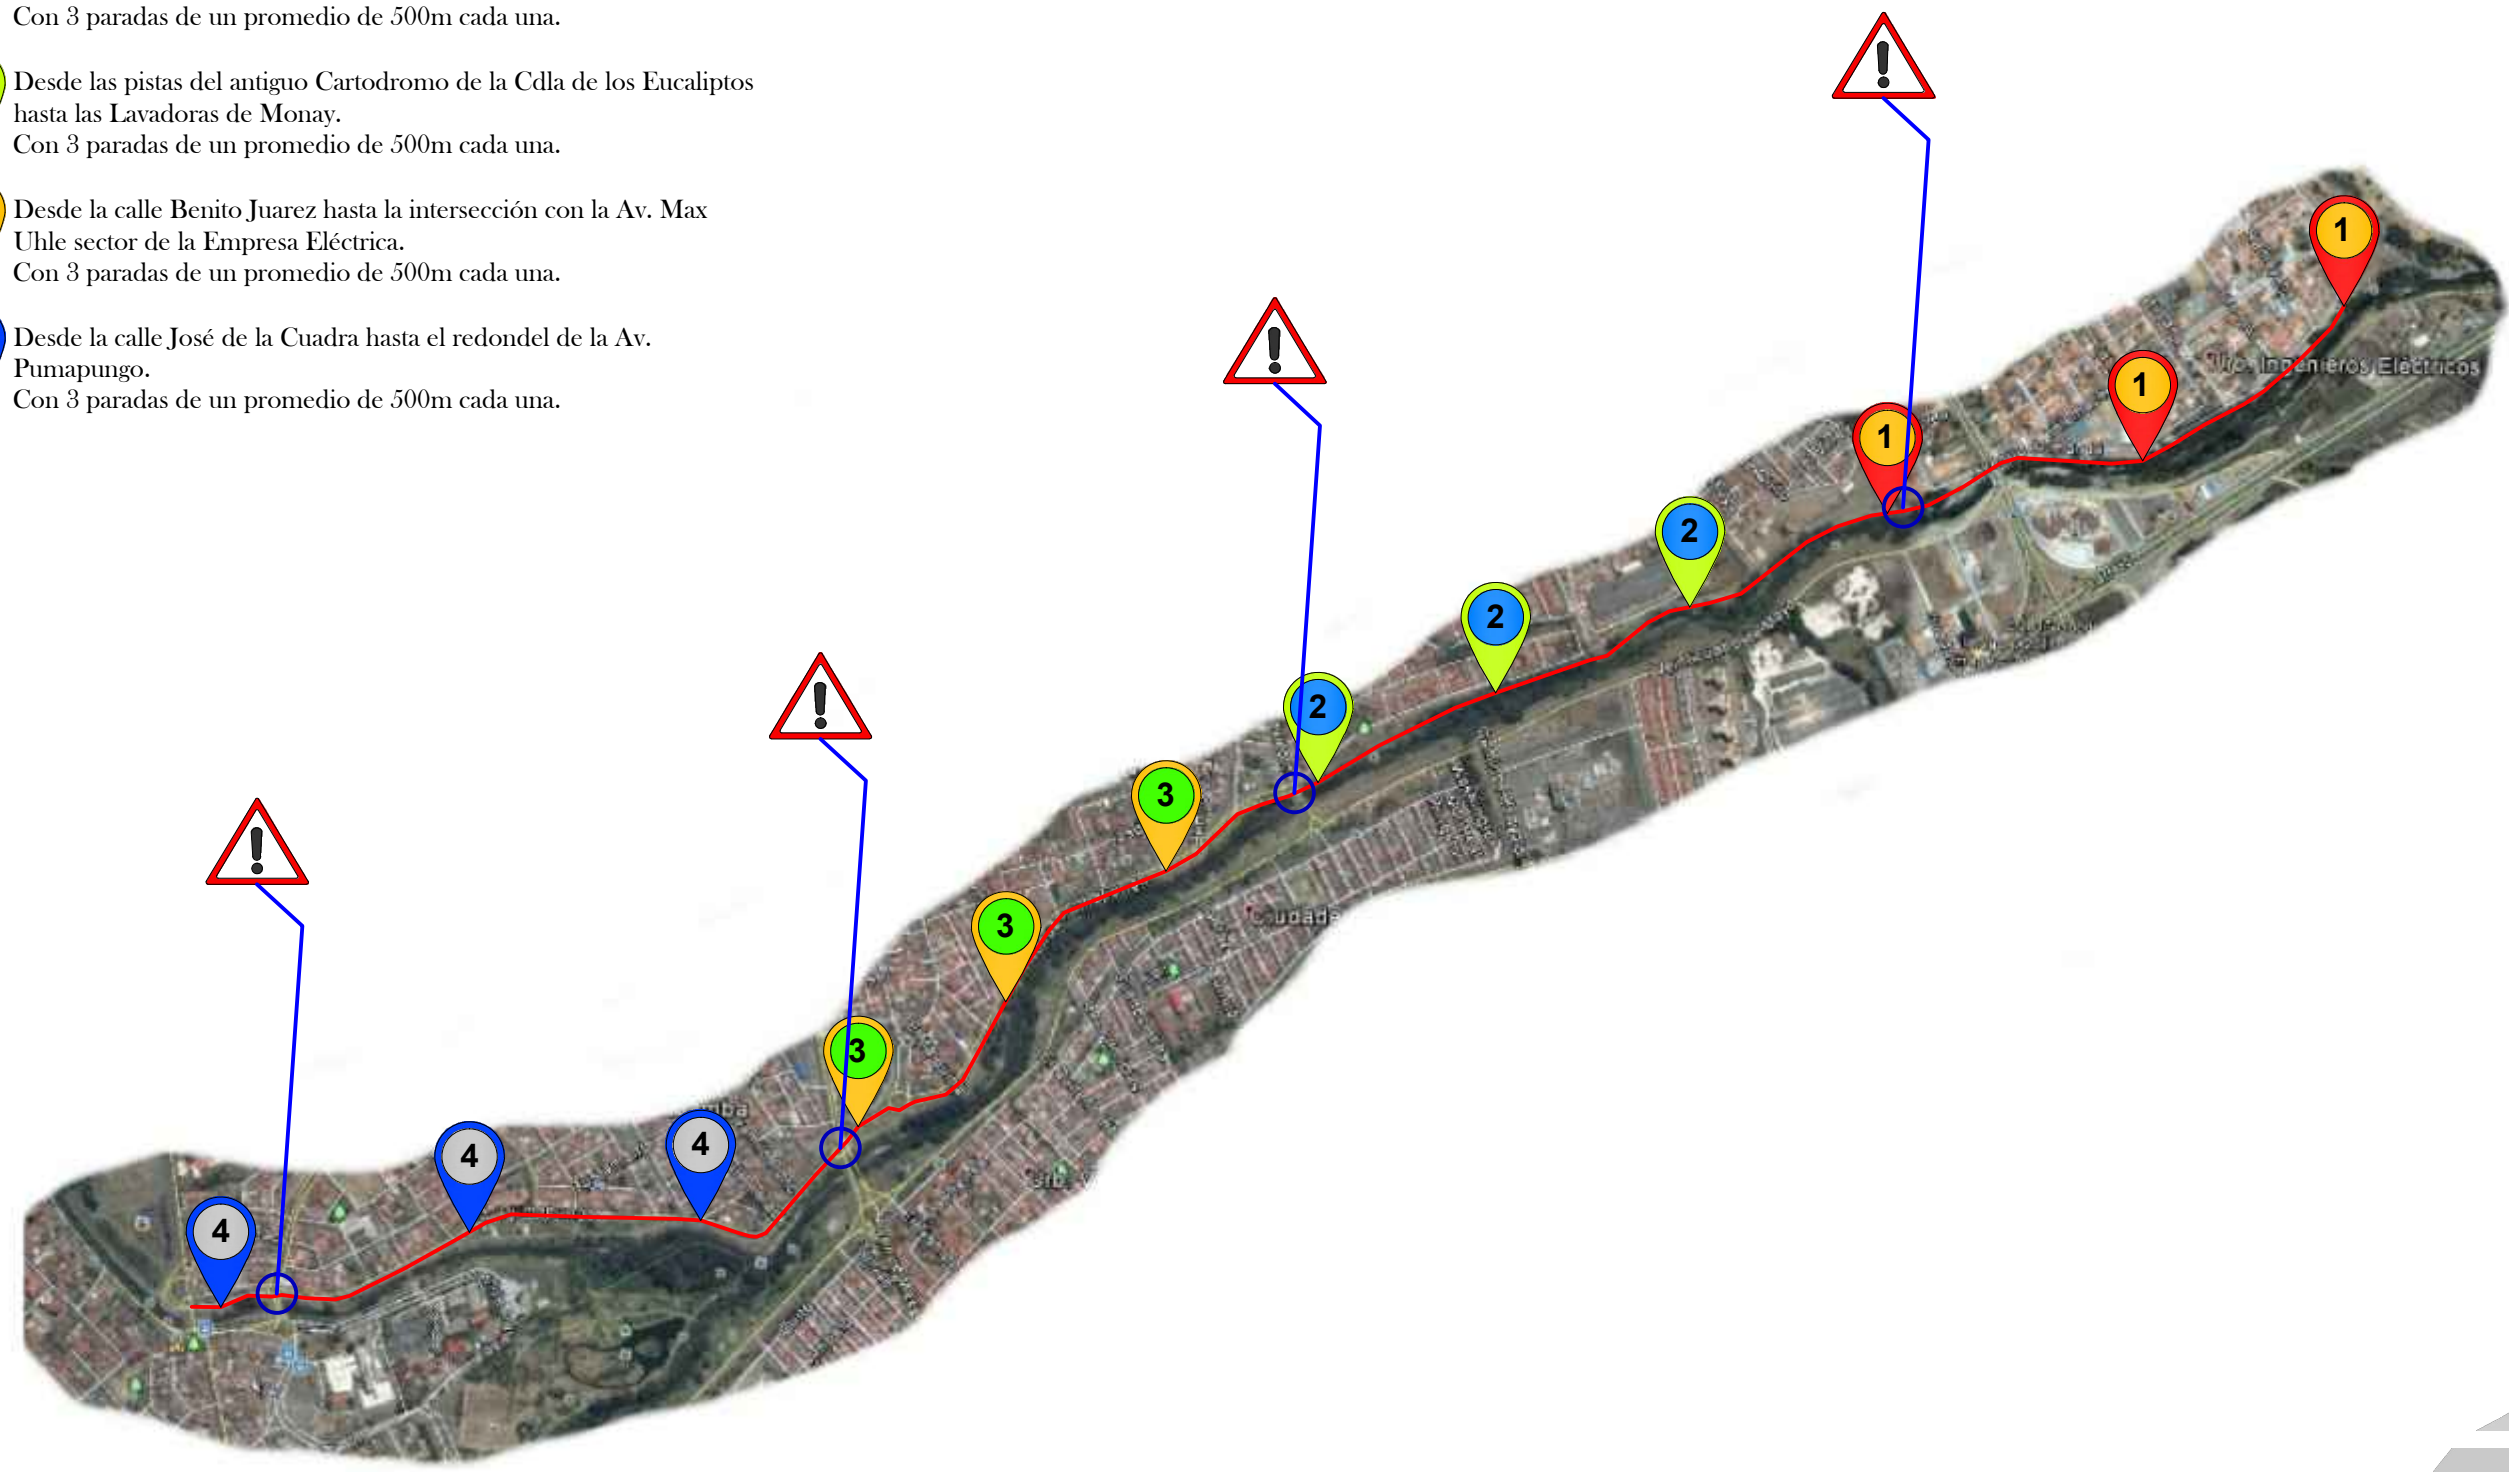 Con 3 paradas de un promedio de 500m cada una.
Desde las pistas del antiguo Cartodromo de la Cdla de los Eucaliptos
hasta las Lavadoras de Monay.
Con 3 paradas de un promedio de 500m cada una.
Desde la calle Benito Juarez hasta la intersección con la Av. Max
Uhle sector de la Empresa Eléctrica.
Con 3 paradas de un promedio de 500m cada una.
Desde la calle José de la Cuadra hasta el redondel de la Av.
Pumapungo.
Con 3 paradas de un promedio de 500m cada una.
1
Ingenieros Eléctricos
1
1
2
2
2
3
3
3
4
4
4